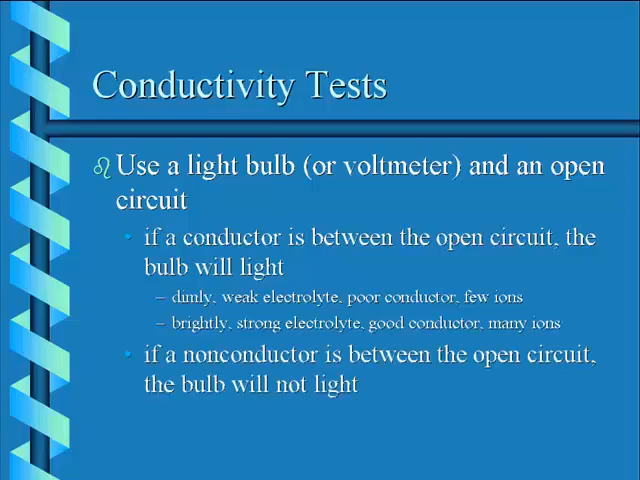 Conductivity Tests
Use a light bulb (or voltmeter) and an open
circuit
• if a conductor is between the open circuit, the
bulb will light
– dimly, weak electrolyte, poor conductor, few ions
– brightly, strong electrolyte, good conductor, many ions
• if a nonconductor is between the open circuit,
the bulb will not light